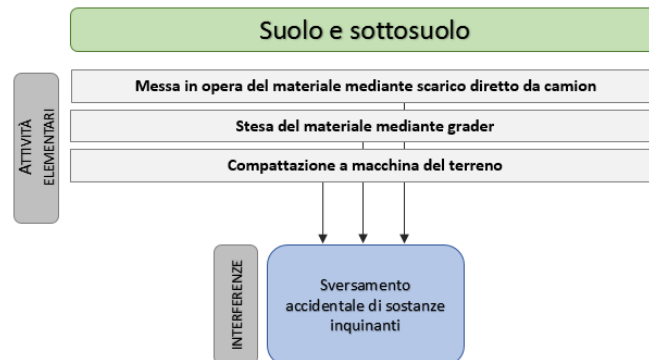 Suolo e sottosuolo
ATTIVITÀ
ELEMENTARI
Messa in opera del materiale mediante scarico diretto da camion
Stesa del materiale mediante grader
Compattazione a macchina del terreno
INTERFERENZE
Sversamento
accidentale di sostanze
inquinanti